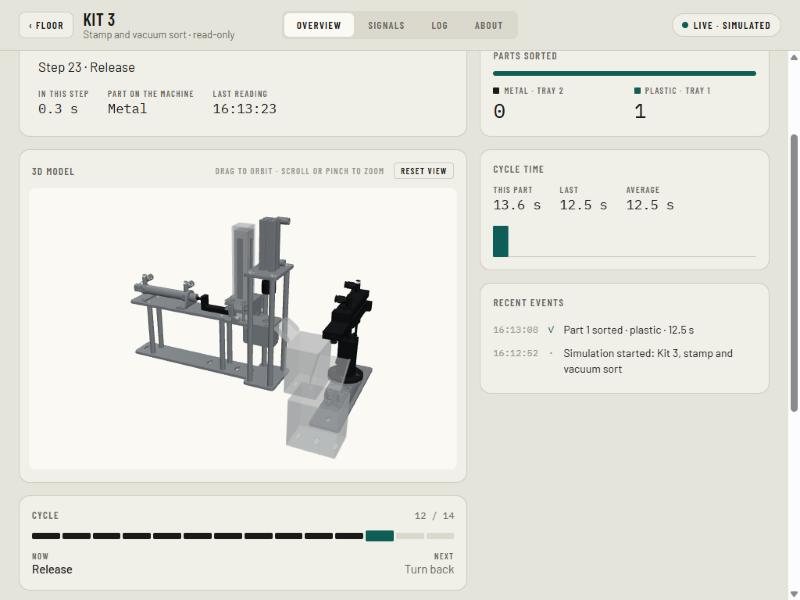 ‹ FLOOR
KIT 3
Stamp and vacuum sort · read-only
OVERVIEW
SIGNALS
LOG
ABOUT
LIVE · SIMULATED
Step 23 · Release
IN THIS STEP
PART ON THE MACHINE
LAST READING
0.3 s
Metal
16:13:23
PARTS SORTED
METAL · TRAY 2
PLASTIC · TRAY 1
0
1
3D MODEL
DRAG TO ORBIT · SCROLL OR PINCH TO ZOOM
RESET VIEW
CYCLE TIME
THIS PART
LAST
AVERAGE
13.6 s
12.5 s
12.5 s
RECENT EVENTS
16:13:08 √ Part 1 sorted · plastic · 12.5 s
16:12:52 · Simulation started: Kit 3, stamp and
vacuum sort
CYCLE
12 / 14
NOW
NEXT
Release
Turn back